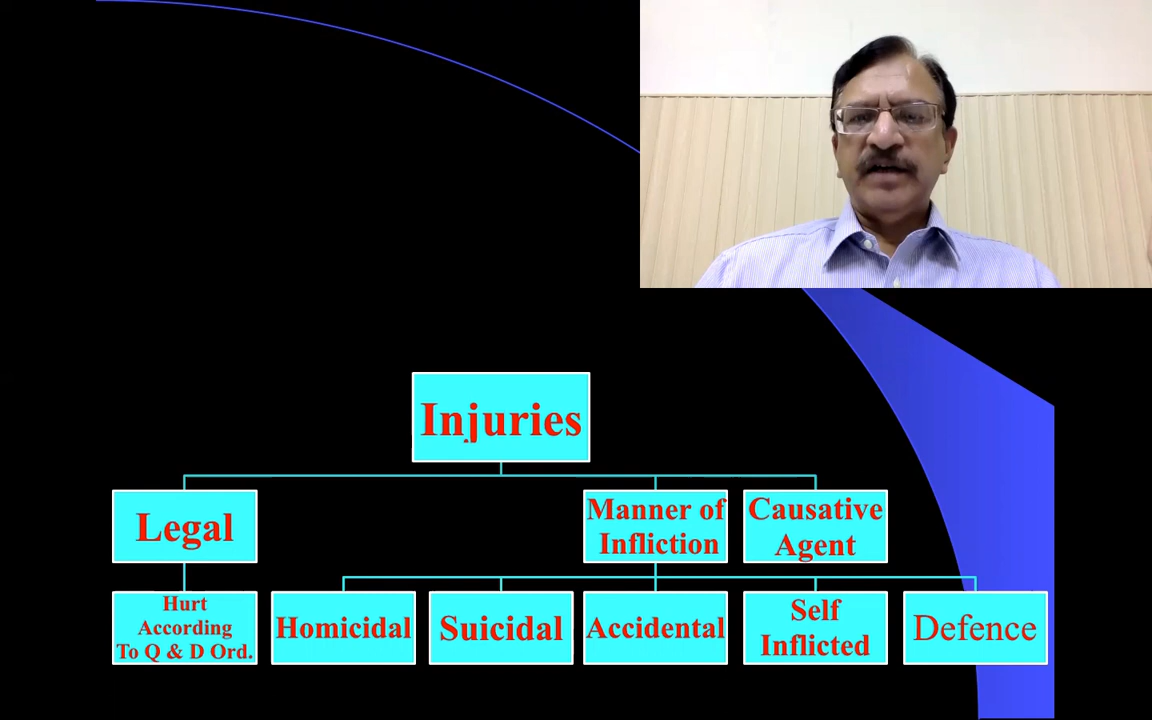 Injuries
Legal
Manner of
Infliction
Causative
Agent
Hurt
According
To Q & D Ord.
Homicidal
Suicidal
Accidental
Self
Inflicted
Defence